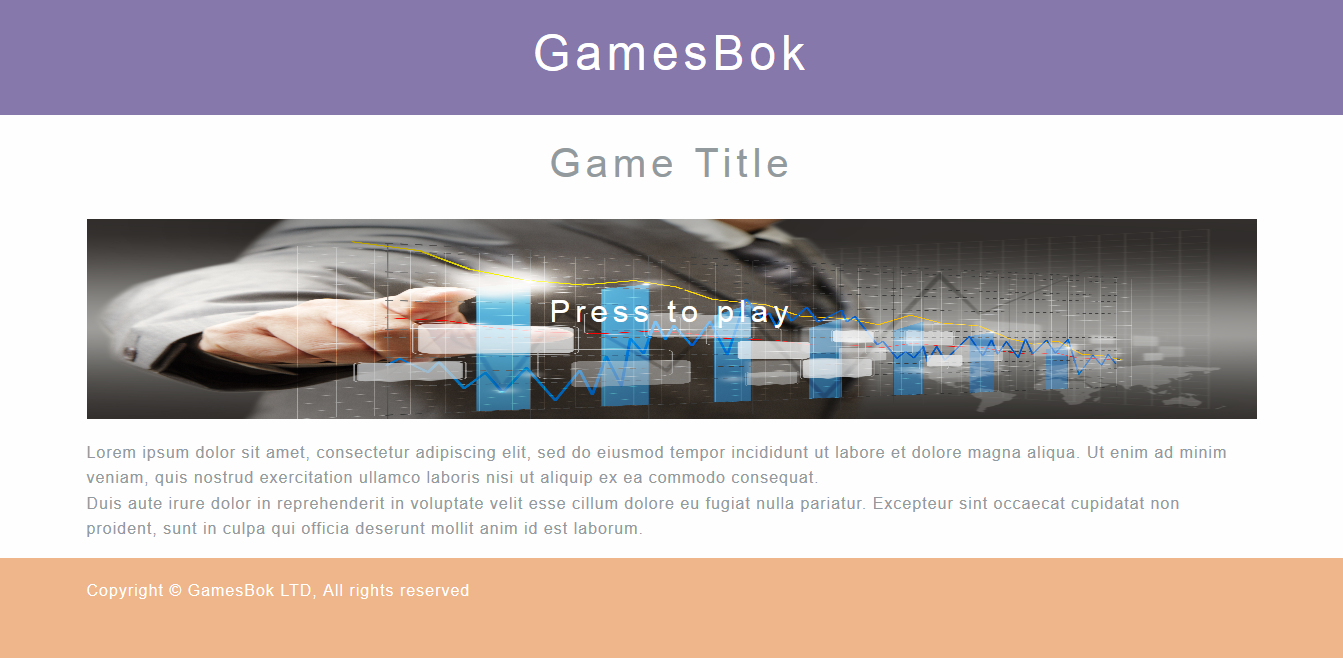 GamesBok
Game Title
Press to play
Lorem ipsum dolor sit amet, consectetur adipiscing elit, sed do eiusmod tempor incididunt ut labore et dolore magna aliqua. Ut enim ad minim
veniam, quis nostrud exercitation ullamco laboris nisi ut aliquip ex ea commodo consequat.
Duis aute irure dolor in reprehenderit in voluptate velit esse cillum dolore eu fugiat nulla pariatur. Excepteur sint occaecat cupidatat non
proident, sunt in culpa qui officia deserunt mollit anim id est laborum.
Copyright © GamesBok LTD, All rights reserved